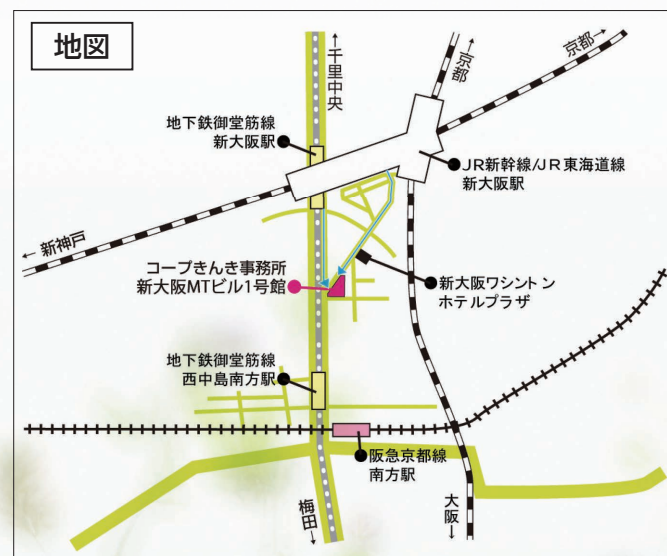 地図
←千里中央
←京都
京都→
地下鉄御堂筋線
新大阪駅
JR新幹線/JR東海道線
新大阪駅
← 新神戸
コープきんき事務所
新大阪MTビル1号館
新大阪ワシントン
ホテルプラザ
地下鉄御堂筋線
西中島南方駅
阪急京都線
南方駅
梅田→
大阪→